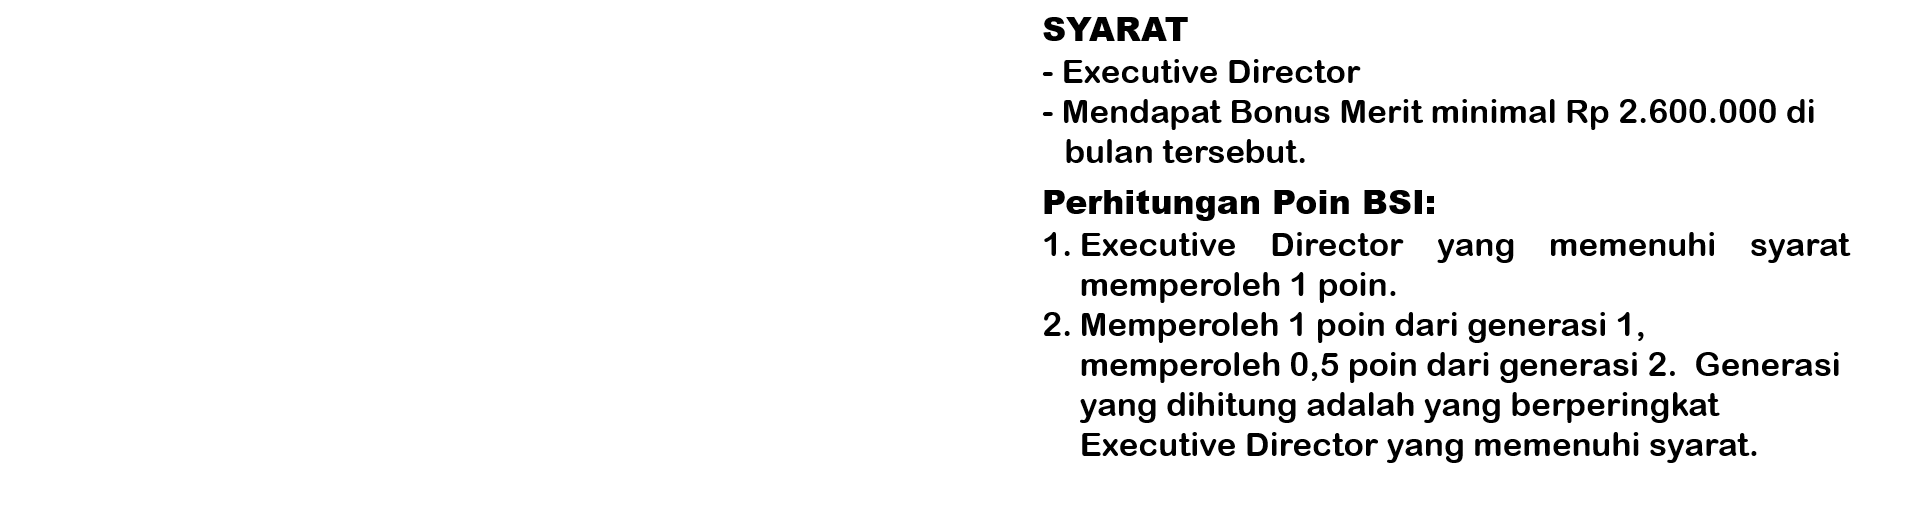 SYARAT
- Executive Director
- Mendapat Bonus Merit minimal Rp 2.600.000 di
bulan tersebut.
Perhitungan Poin BSI:
1. Executive Director yang memenuhi syarat
memperoleh 1 poin.
2. Memperoleh 1 poin dari generasi 1,
memperoleh 0,5 poin dari generasi 2. Generasi
yang dihitung adalah yang berperingkat
Executive Director yang memenuhi syarat.